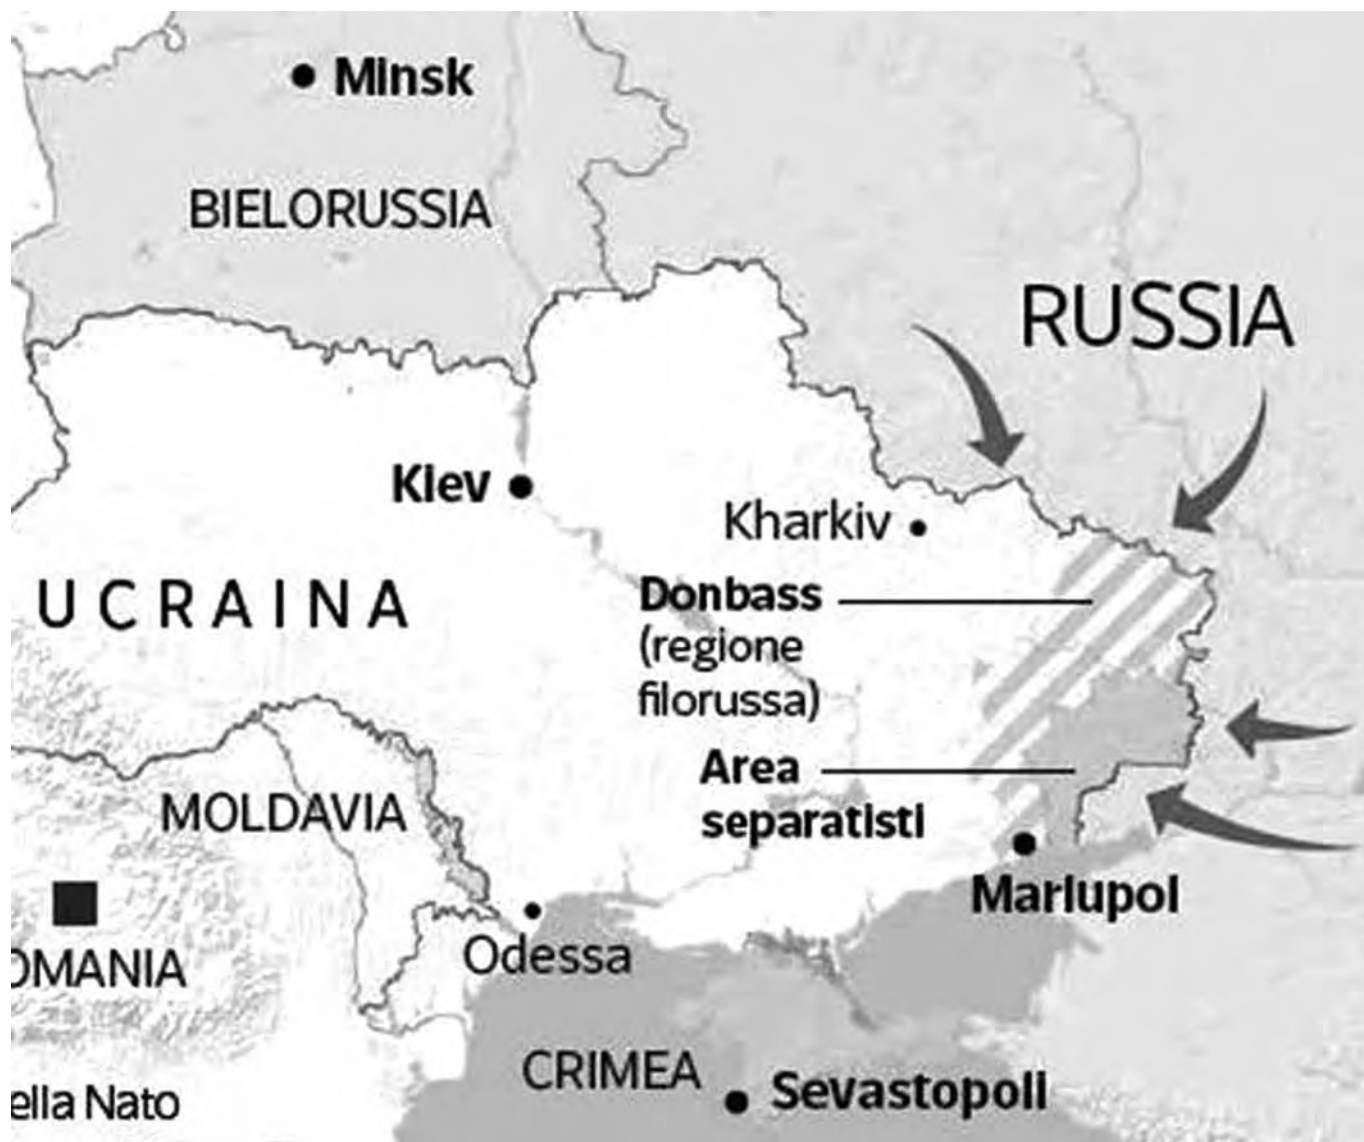 Minsk
BIELORUSSIA
RUSSIA
Kiev
Kharkiv
UCRAINA
Donbass
(regione
filorussa)
Area
separatisti
MOLDAVIA
Mariupol
OMANIA
Odessa
CRIMEA
Sevastopoli
ella Nato